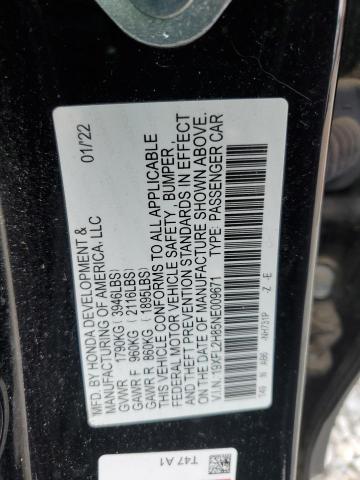 MFD. BY HONDA DEVELOPMENT & 01/'22
MANUFACTURING OF AMERICA, LLC
GVWR 1790KG ( 3946LBS)
GAWR F 960KG ( 2116LBS)
GAWR R 860KG ( 1895LBS)
THIS VEHICLE CONFORMS TO ALL APPLICABLE
FEDERAL MOTOR VEHICLE SAFETY, BUMPER,
AND THEFT PREVENTION STANDARDS IN EFFECT
ON THE DATE OF MANUFACTURE SHOWN ABOVE.
V.I.N. 19XFL2H85NE009671 TYPE: PASSENGER CAR
NH731P -Z -E
T47 A1